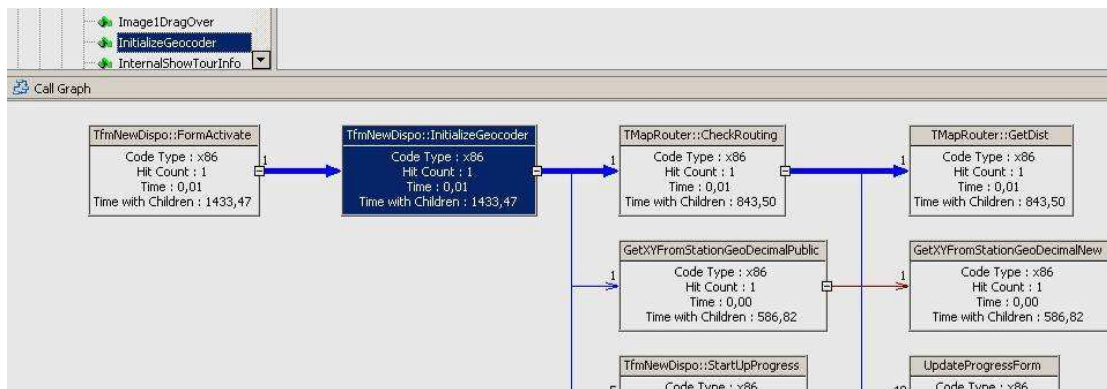 Image1DragOver
InitializeGeocoder
InternalShowTourInfo
Call Graph
TfmNewDispo::FormActivate
Code Type : x86
Hit Count : 1
Time : 0,01
Time with Children : 1433,47
1
TfmNewDispo::InitializeGeocoder
Code Type : x86
Hit Count : 1
Time : 0,01
Time with Children : 1433,47
1
TMapRouter::CheckRouting
Code Type : x86
Hit Count : 1
Time : 0,01
Time with Children : 843,50
1
TMapRouter::GetDist
Code Type : x86
Hit Count : 1
Time : 0,01
Time with Children : 843,50
1
GetXYFromStationGeoDecimalPublic
Code Type : x86
Hit Count : 1
Time : 0,00
Time with Children : 586,82
1
GetXYFromStationGeoDecimalNew
Code Type : x86
Hit Count : 1
Time : 0,00
Time with Children : 586,82
TfmNewDispo::StartUpProgress
Code Type : x86
UpdateProgressForm
Code Type : x86